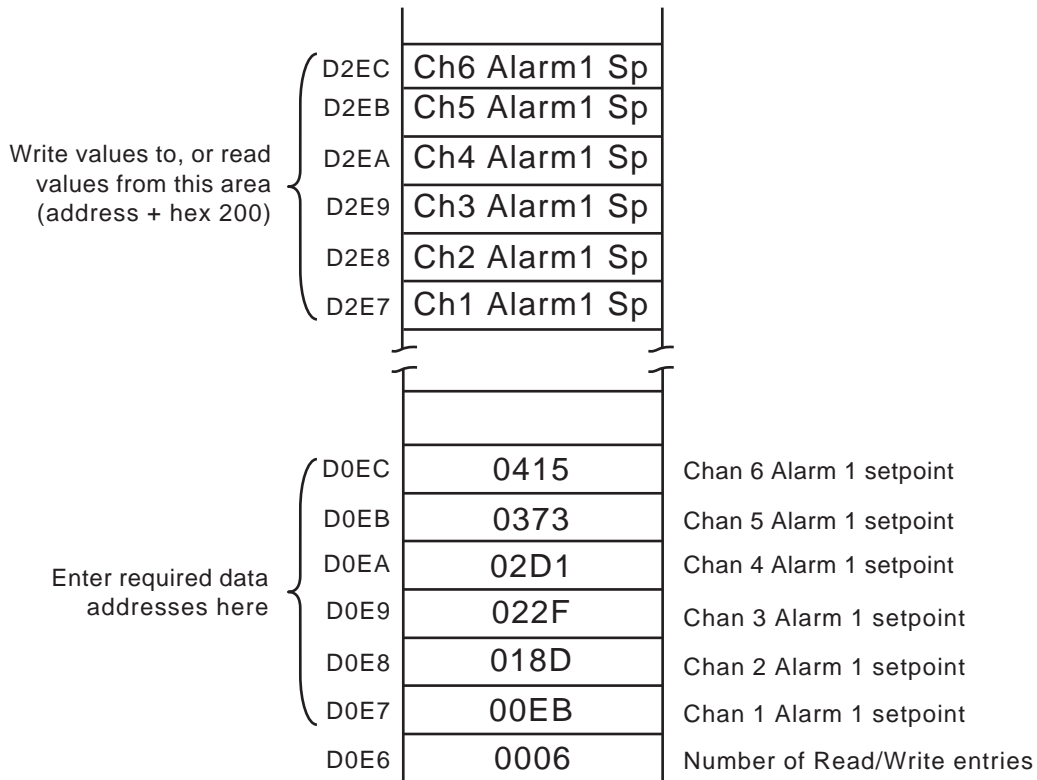 D2EC Ch6 Alarm1 Sp
D2EB Ch5 Alarm1 Sp
Write values to, or read
values from this area
(address + hex 200)
D2EA Ch4 Alarm1 Sp
D2E9 Ch3 Alarm1 Sp
D2E8 Ch2 Alarm1 Sp
D2E7 Ch1 Alarm1 Sp
D0EC 0415 Chan 6 Alarm 1 setpoint
D0EB 0373 Chan 5 Alarm 1 setpoint
D0EA 02D1 Chan 4 Alarm 1 setpoint
Enter required data
addresses here
D0E9 022F Chan 3 Alarm 1 setpoint
D0E8 018D Chan 2 Alarm 1 setpoint
D0E7 00EB Chan 1 Alarm 1 setpoint
D0E6 0006 Number of Read/Write entries